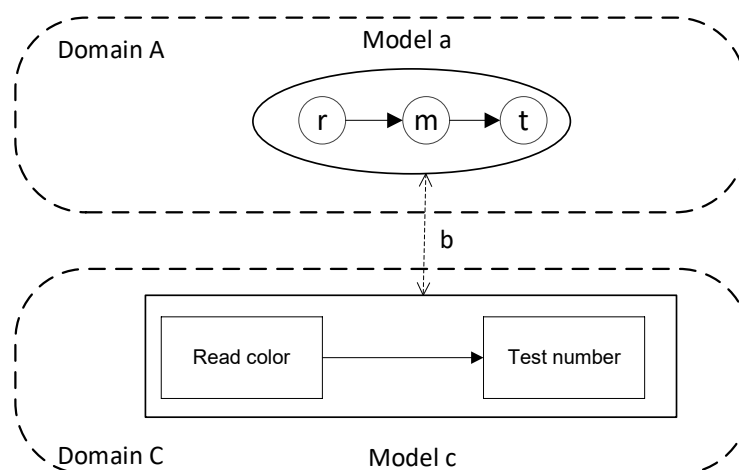 Model a
Domain A
r m t
b
Read color Test number
Domain C Model c